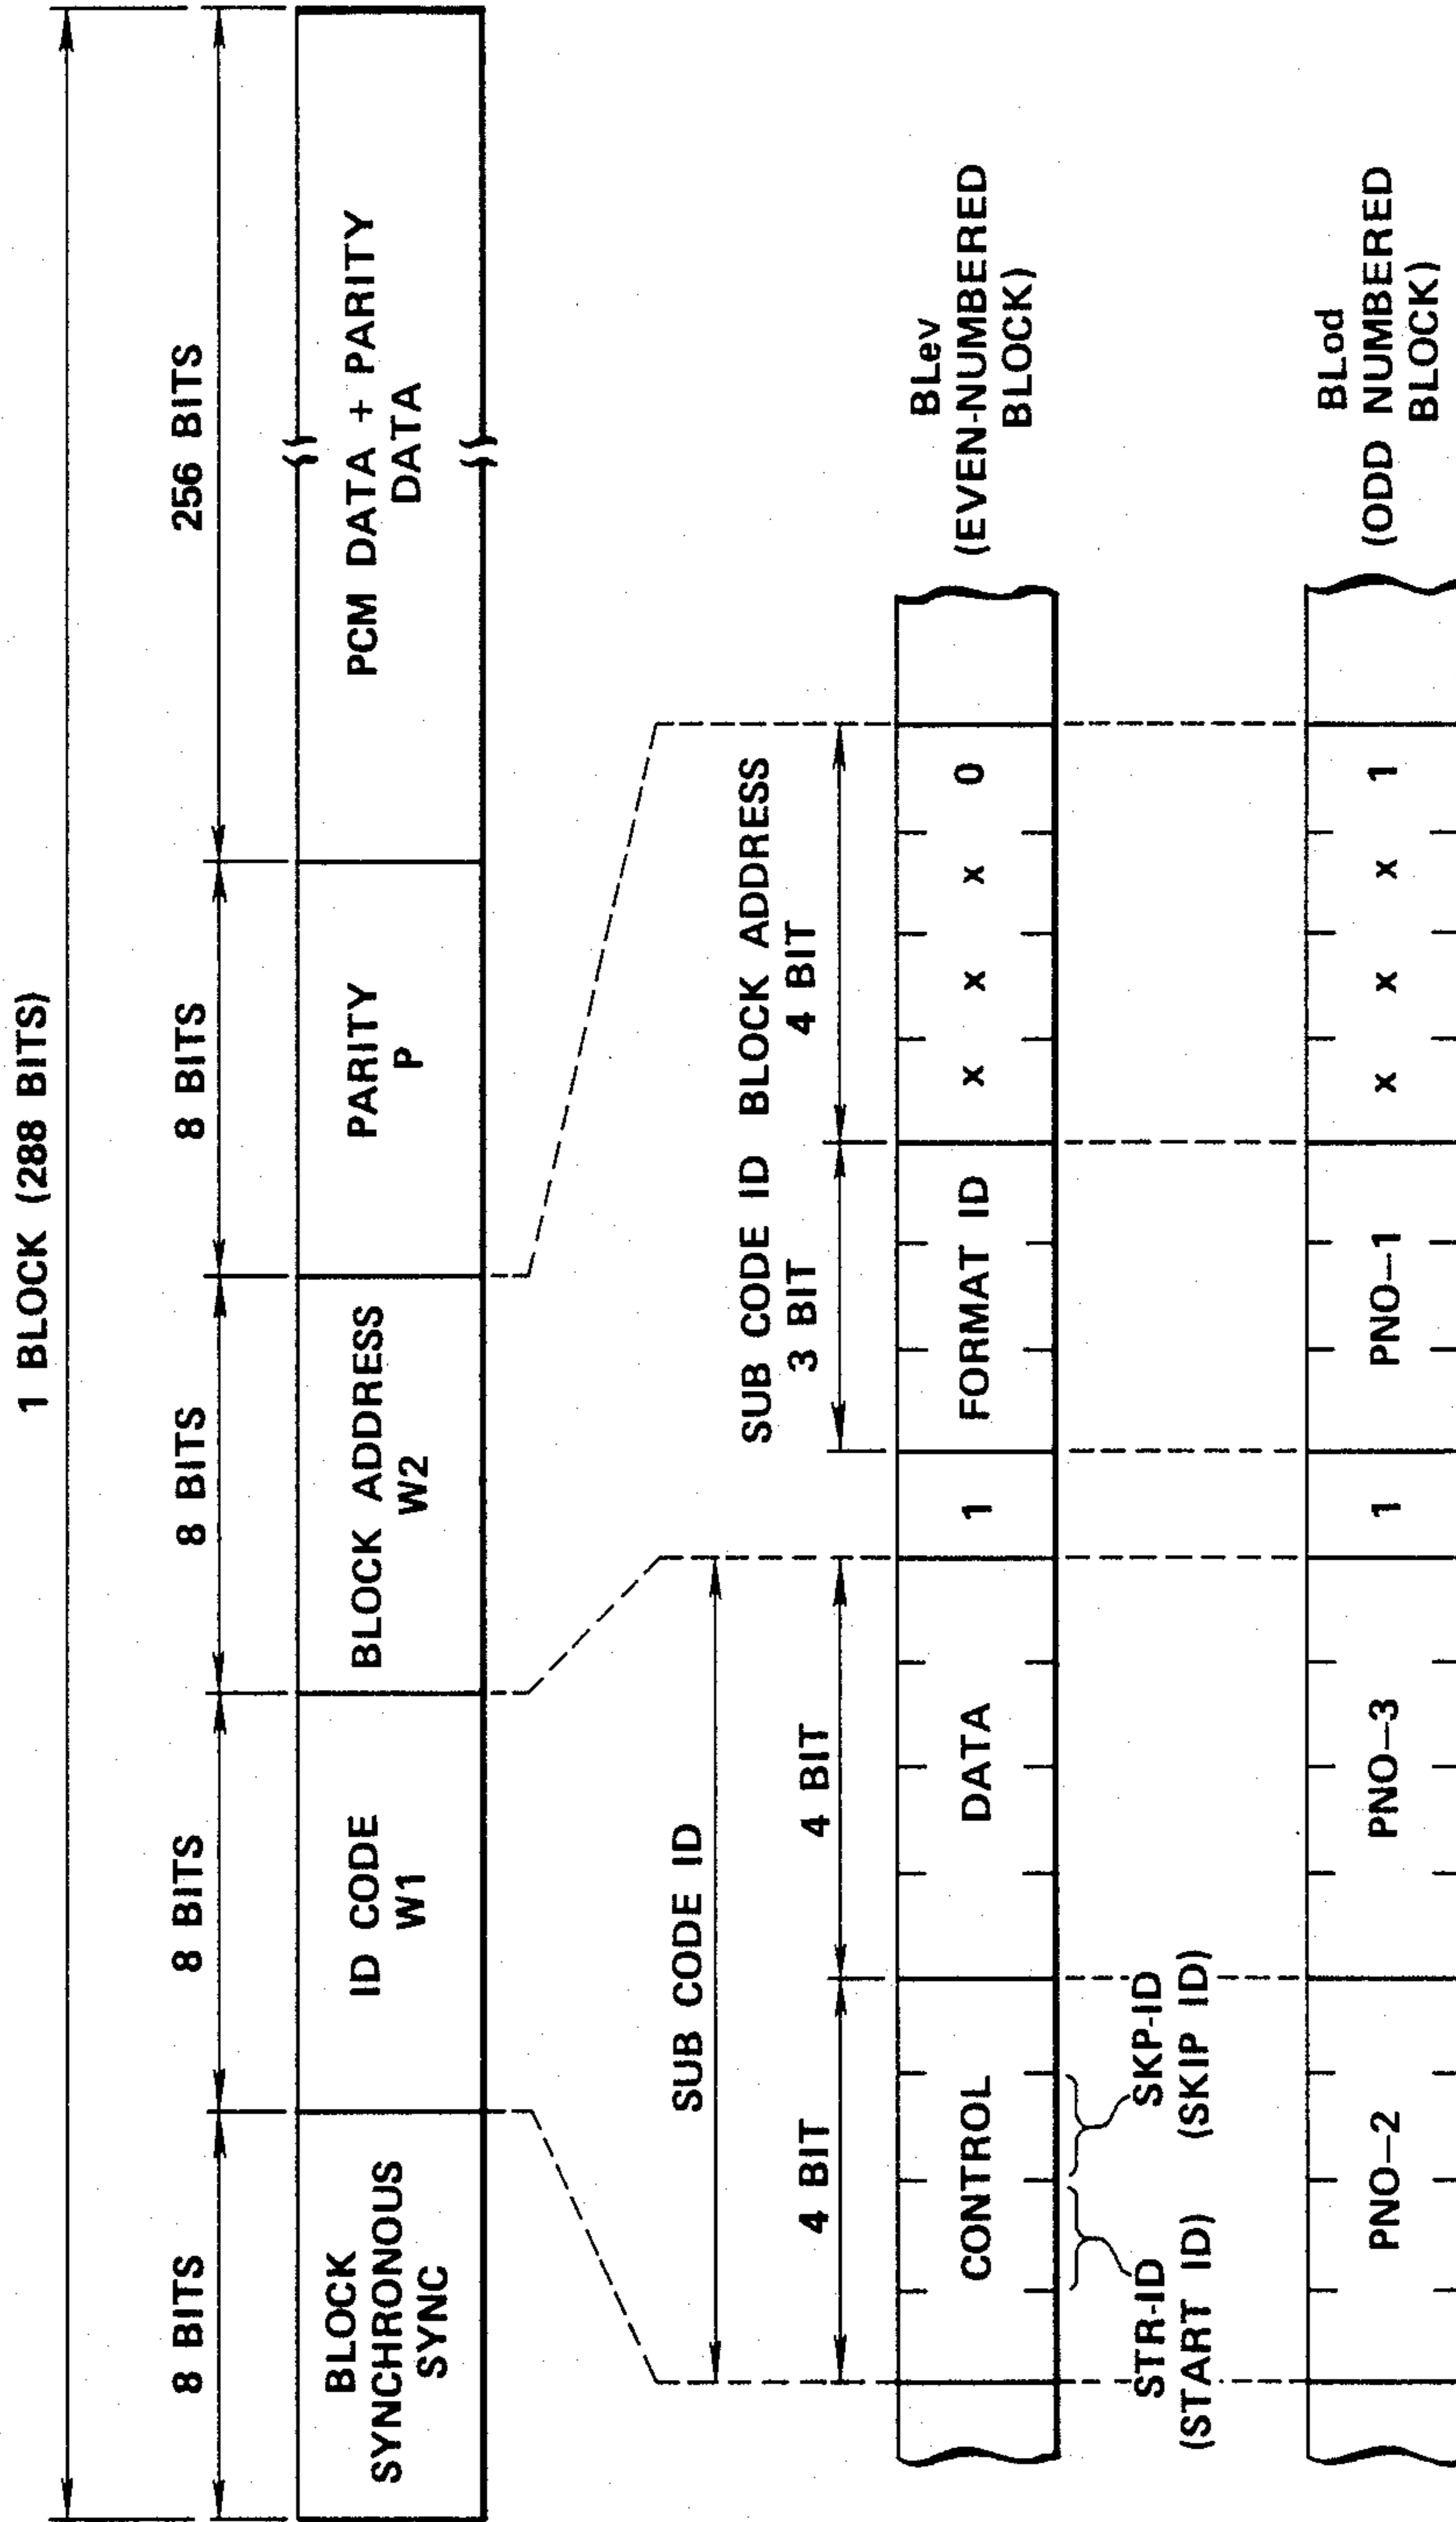 1 BLOCK (288 BITS)
8 BITS
8 BITS
8 BITS
8 BITS
256 BITS
BLOCK
SYNCHRONOUS
SYNC
ID CODE
W1
BLOCK ADDRESS
W2
PARITY
P
PCM DATA + PARITY
DATA
SUB CODE ID
SUB CODE ID BLOCK ADDRESS
4 BIT
4 BIT
3 BIT
4 BIT
CONTROL
DATA
1
FORMAT ID
x x x 0
BLev
(EVEN-NUMBERED
BLOCK)
STR-ID
(START ID)
SKP-ID
(SKIP ID)
PNO-2
PNO-3
1
PNO-1
x x x 1
BLod
(ODD NUMBERED
BLOCK)